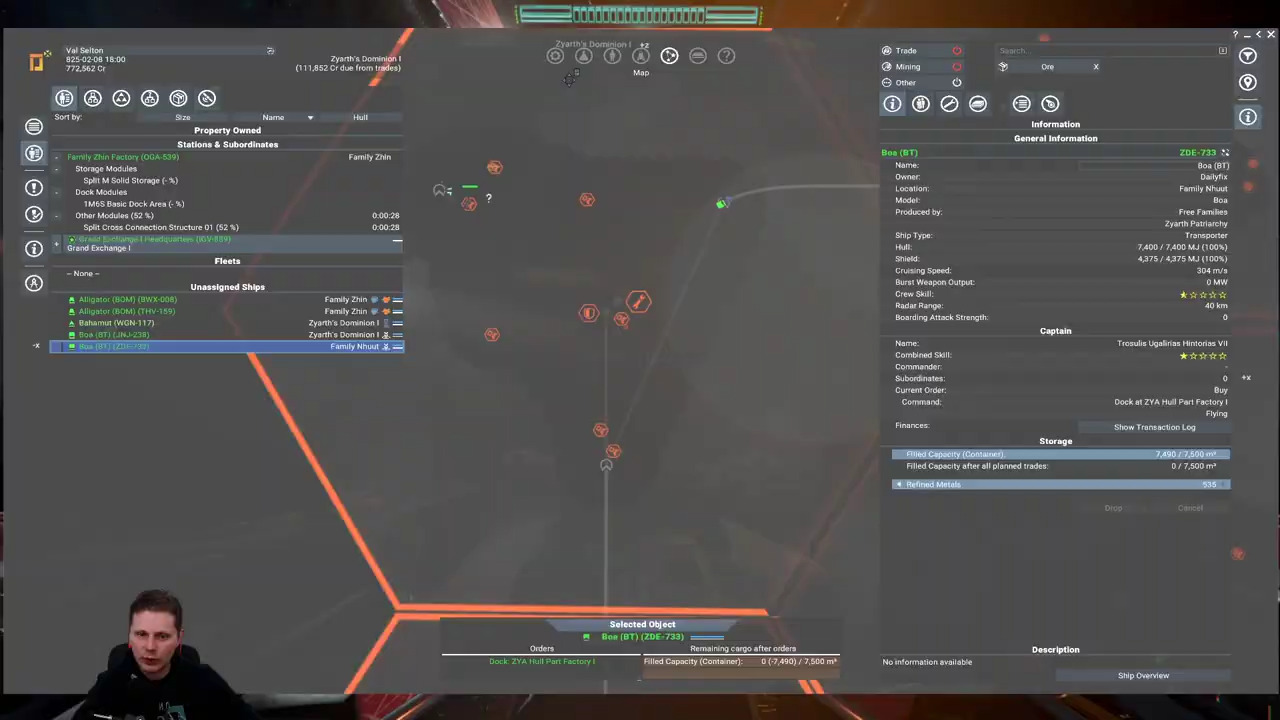 Val Selton
825-02-08 18:00
772,562 Cr
Zyarth's Dominion I
(111,852 Cr due from trades)
Sort by:
Size
Name
Hull
Property Owned
Stations & Subordinates
- Family Zhin Factory (OGA-539)
Family Zhin
- Storage Modules
Split M Solid Storage (- %)
- Dock Modules
1M6S Basic Dock Area (- %)
- Other Modules (52 %)
0:00:28
Split Cross Connection Structure 01 (52 %)
0:00:28
+ Grand Exchange I Headquarters
Grand Exchange I
Fleets
-- None --
Unassigned Ships
Alligator (BOM) (BWX-008)
Family Zhin
Alligator (BOM) (THV-159)
Family Zhin
Bahamut (WGN-117)
Zyarth's Dominion I
Boa (BT) (JNJ-238)
Zyarth's Dominion I
-x
Boa (BT) (ZDE-733)
Family Nhuut
Zyarth's Dominion I
+2
?
Map
?
Trade
Mining
Other
Search...
Ore
X
Information
General Information
Boa (BT)
ZDE-733
Name:
Boa (BT)
Owner:
Dailyfix
Location:
Family Nhuut
Model:
Boa
Produced by:
Free Families
Zyarth Patriarchy
Ship Type:
Transporter
Hull:
7,400 / 7,400 MJ (100%)
Shield:
4,375 / 4,375 MJ (100%)
Cruising Speed:
304 m/s
Burst Weapon Output:
0 MW
Crew Skill:
Radar Range:
40 km
Boarding Attack Strength:
0
Captain
Name:
Trosulis Ugalirias Hintorias VII
Combined Skill:
Commander:
-
Subordinates:
0
+x
Current Order:
Buy
Command:
Dock at ZYA Hull Part Factory I
Flying
Finances:
Show Transaction Log
Storage
Filled Capacity (Container):
7,490 / 7,500 m³
Filled Capacity after all planned trades:
0 / 7,500 m³
Refined Metals
535
Drop
Cancel
Selected Object
Boa (BT) (ZDE-733)
Orders
Remaining cargo after orders
Dock: ZYA Hull Part Factory I
Filled Capacity (Container):
0 (-7,490) / 7,500 m³
Description
No information available
Ship Overview